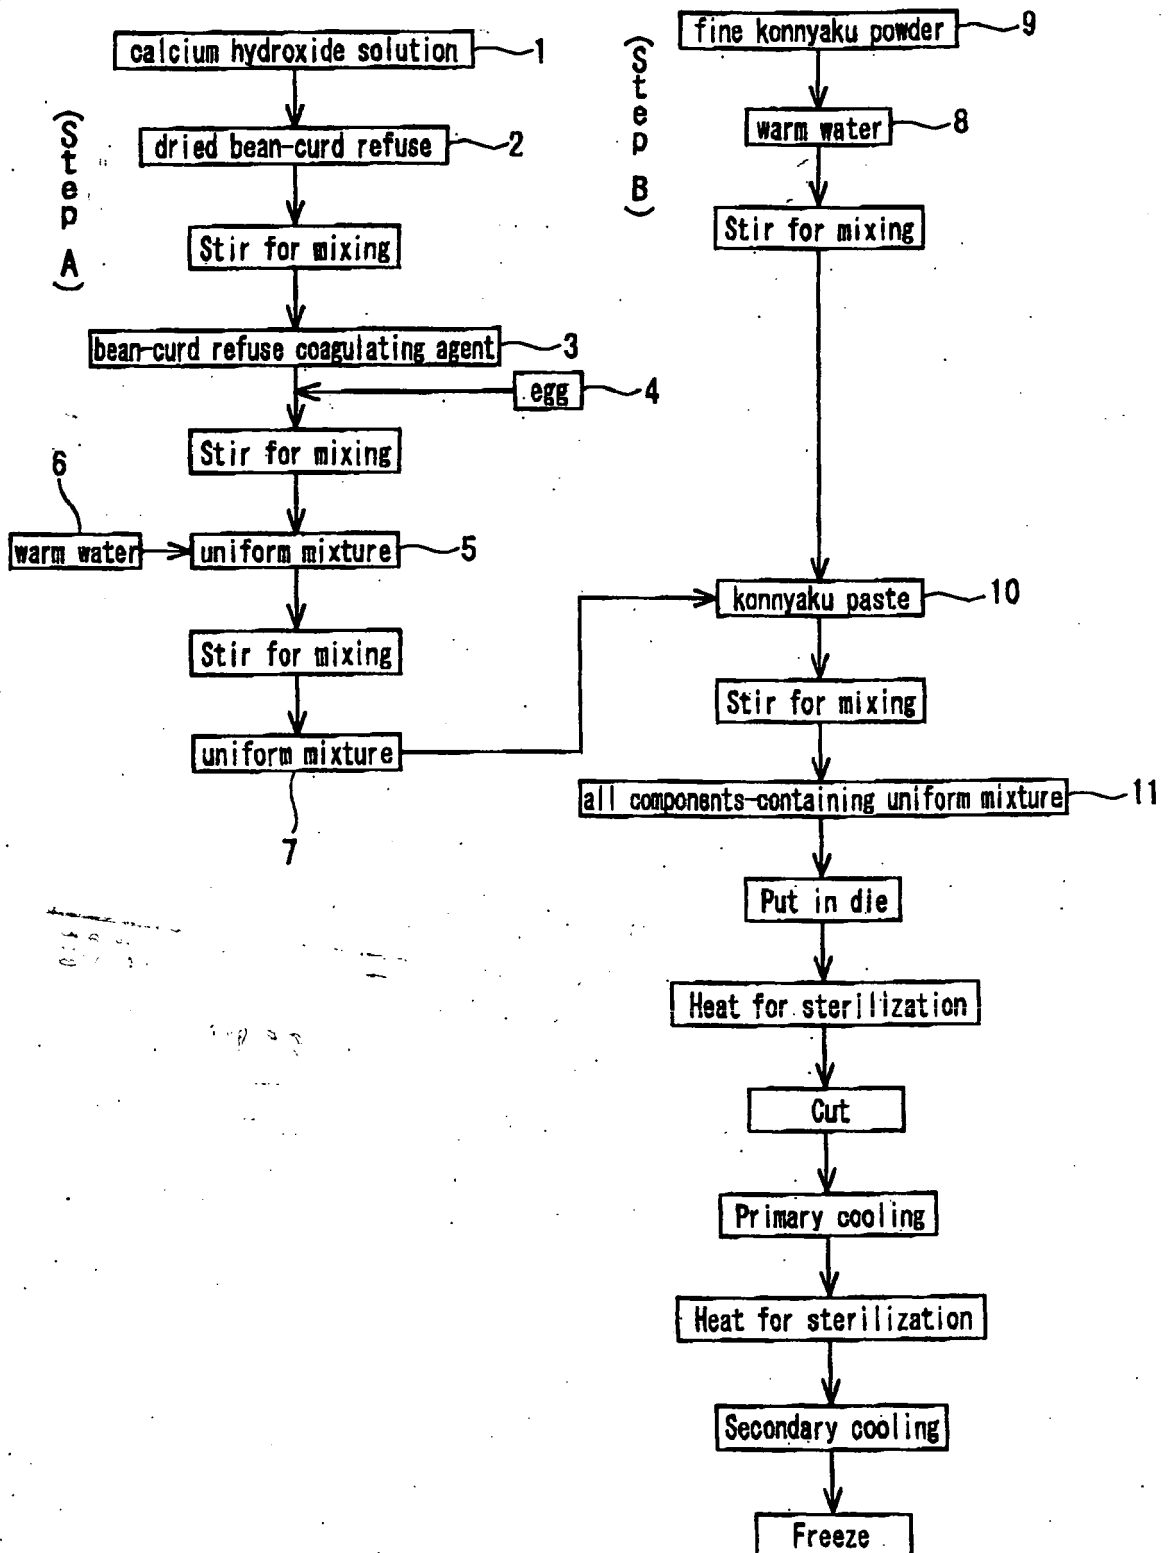 (Step A)
calcium hydroxide solution 1
dried bean-curd refuse 2
Stir for mixing
bean-curd refuse coagulating agent 3
egg 4
Stir for mixing
6
warm water
uniform mixture 5
Stir for mixing
uniform mixture
7
(Step B)
fine konnyaku powder 9
warm water 8
Stir for mixing
konnyaku paste 10
Stir for mixing
all components-containing uniform mixture 11
Put in die
Heat for sterilization
Cut
Primary cooling
Heat for sterilization
Secondary cooling
Freeze